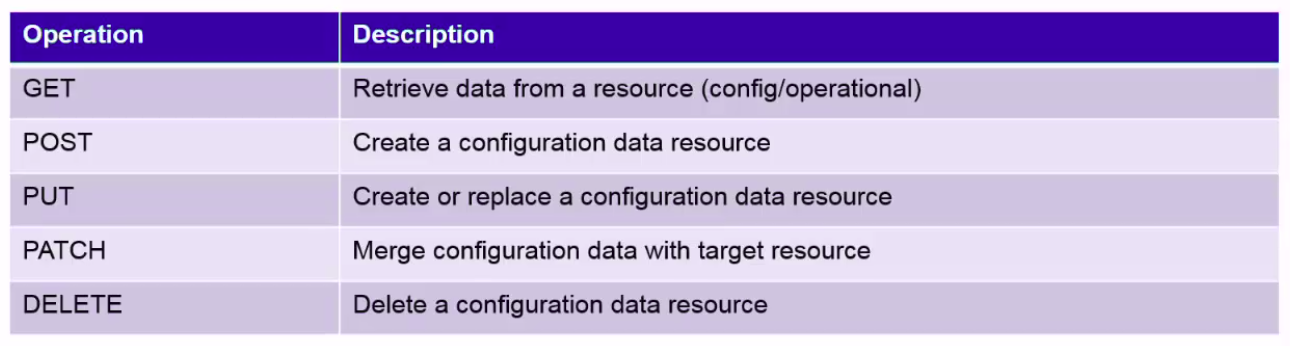 Operation Description
GET Retrieve data from a resource (config/operational)
POST Create a configuration data resource
PUT Create or replace a configuration data resource
PATCH Merge configuration data with target resource
DELETE Delete a configuration data resource